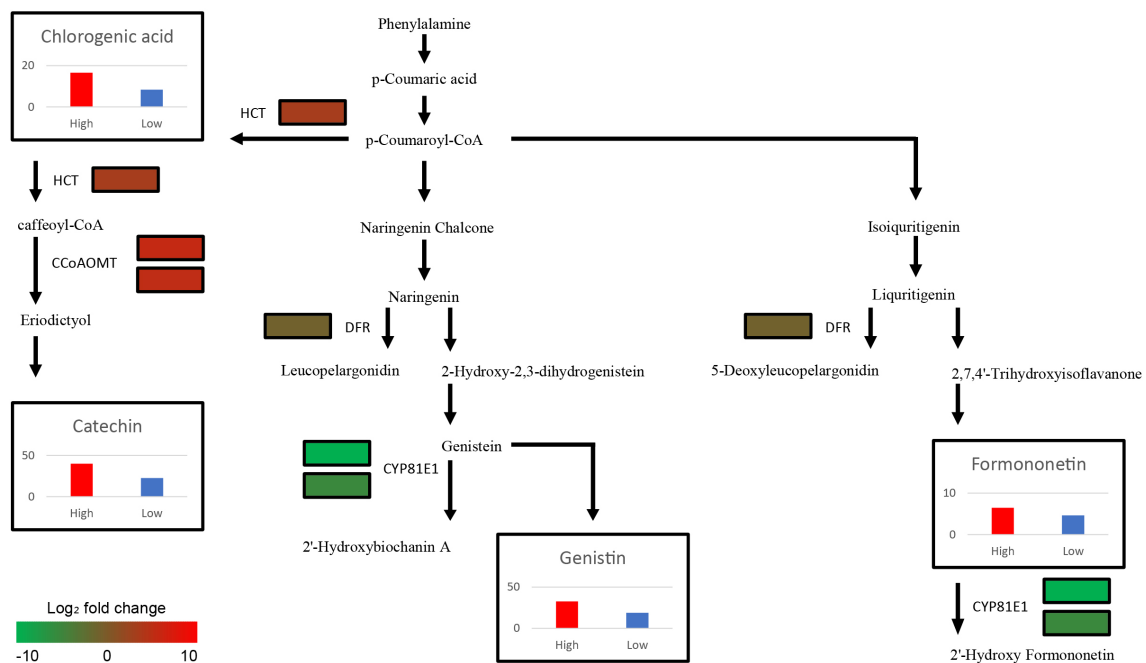 Phenylalamine
Chlorogenic acid
20
0
High
Low
p-Coumaric acid
HCT
p-Coumaroyl-CoA
HCT
caffeoyl-CoA
CCoAOMT
Eriodictyol
Naringenin Chalcone
Isoiquritigenin
Naringenin
Liquritigenin
DFR
DFR
Leucopelargonidin
2-Hydroxy-2,3-dihydrogenistein
5-Deoxyleucopelargonidin
2,7,4'-Trihydroxyisoflavanone
Catechin
50
0
High
Low
Genistein
CYP81E1
2'-Hydroxybiochanin A
Genistin
50
0
High
Low
Formononetin
10
0
High
Low
CYP81E1
2'-Hydroxy Formononetin
Log₂ fold change
-10
0
10